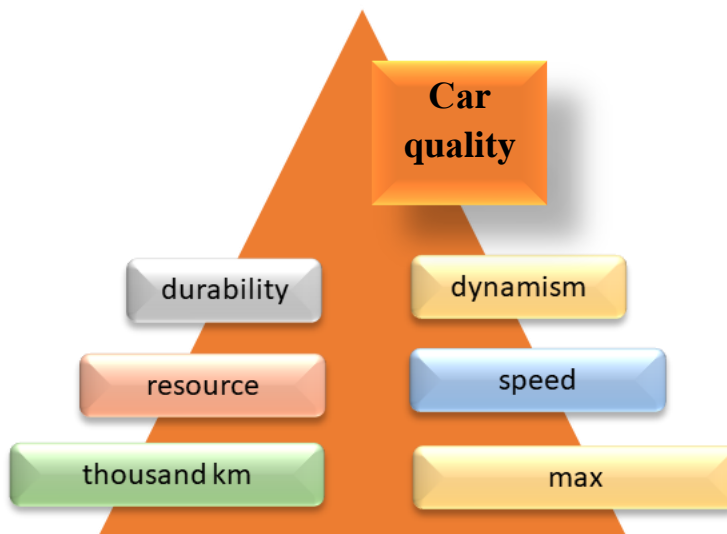 Car
quality
durability
dynamism
resource
speed
thousand km
max